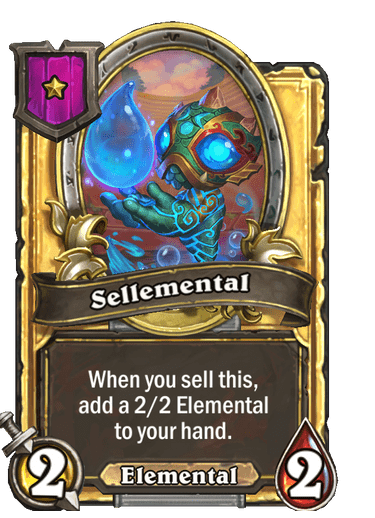 Sellemental
When you sell this,
add a 2/2 Elemental
to your hand.
2
Elemental
2